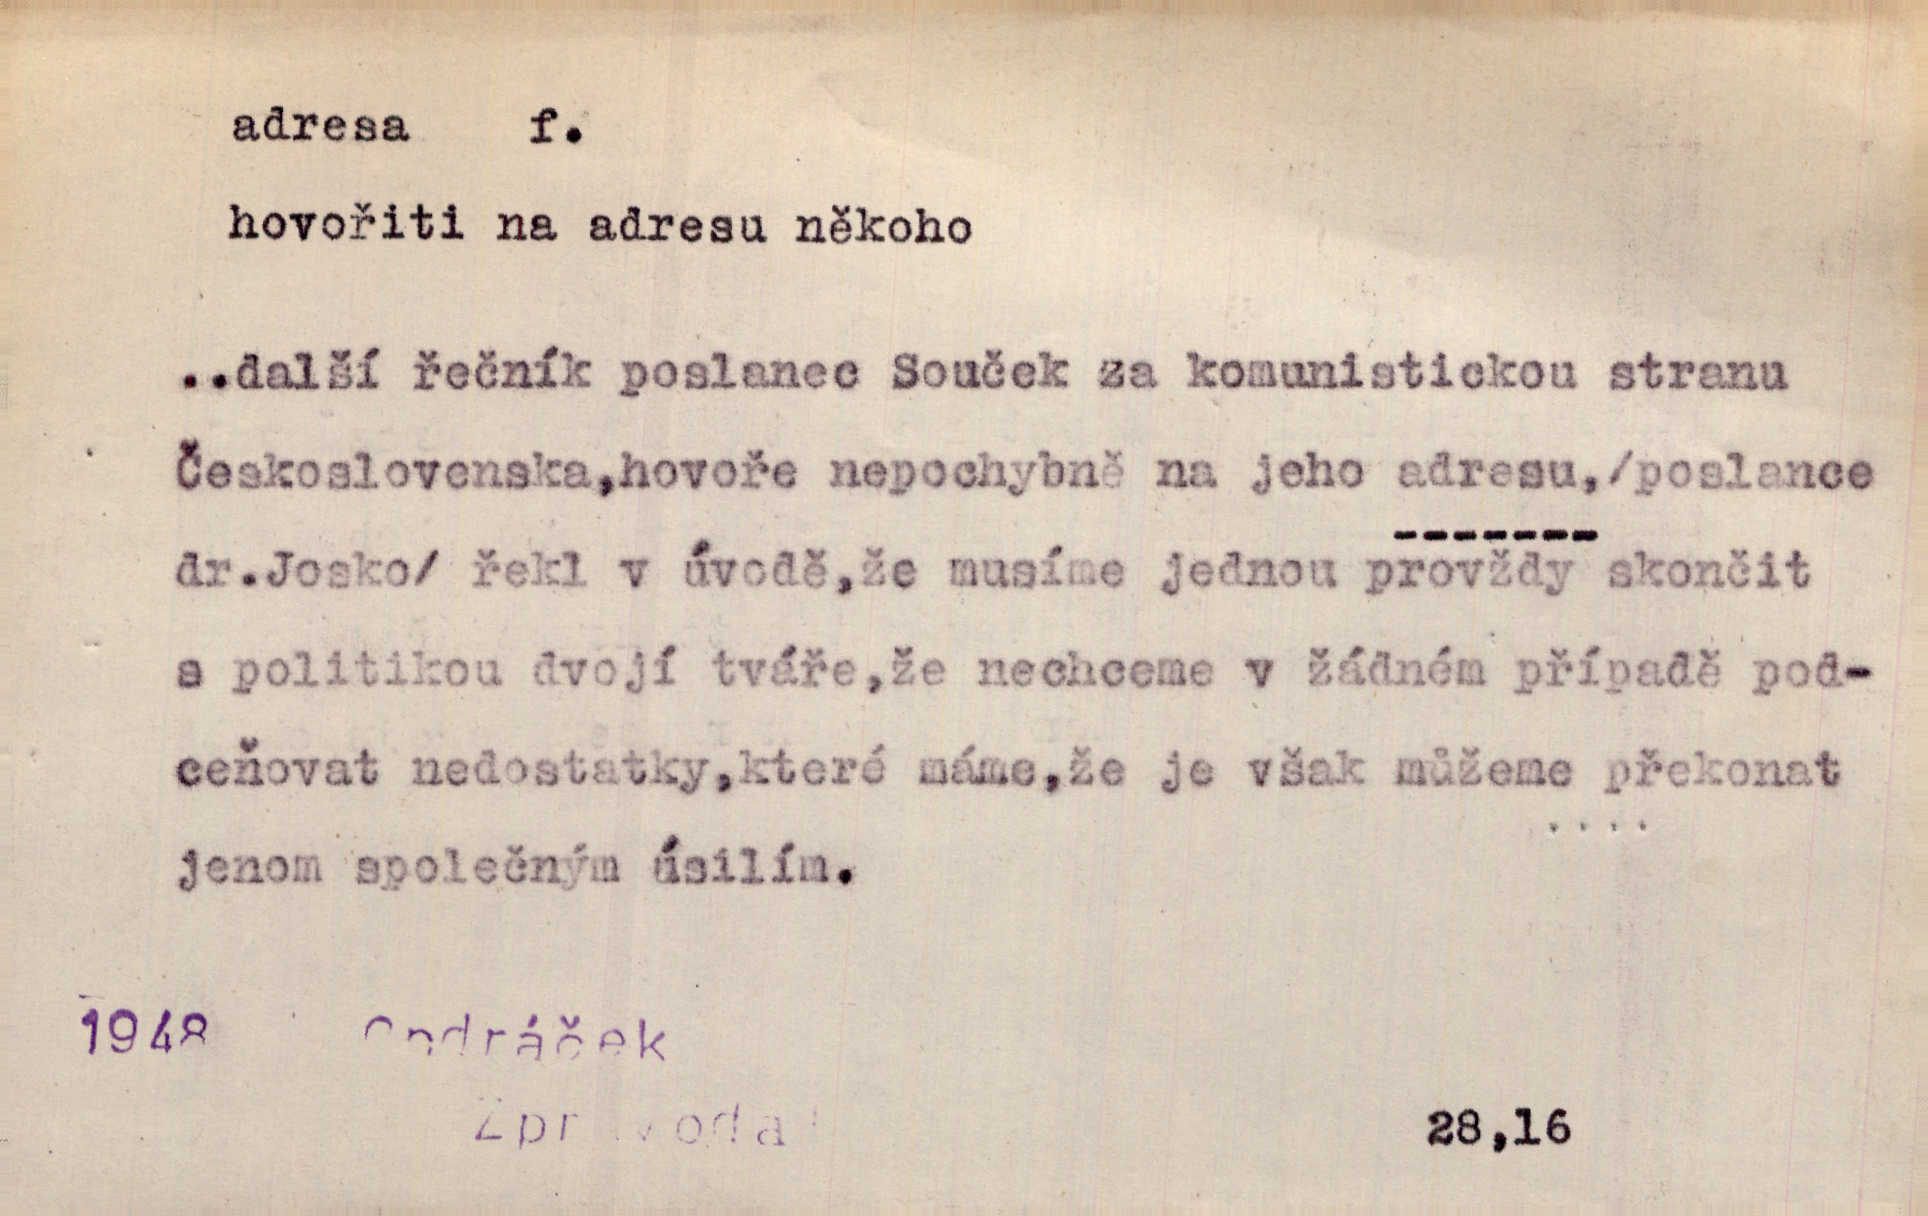 adresa f.
hovořiti na adresu někoho
..další řečník poslanec Souček za komunistickou stranu
Československa,hovoře nepochybně na jeho adresu,/poslance
dr.Josko/ řekl v úvodě,že musíme jednou provždy skončit
s politikou dvojí tváře,že nechceme v žádném případě pod-
ceňovat nedostatky,které máme,že je však můžeme překonat
jenom společným úsilím.
1948 Ondráček
28,16